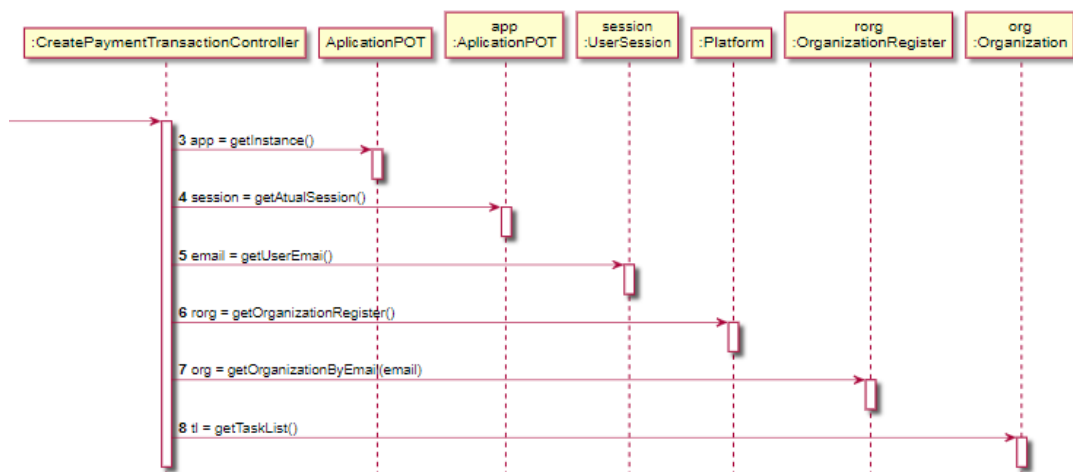 :CreatePaymentTransactionController
AplicationPOT
app
:AplicationPOT
session
:UserSession
:Platform
rorg
:OrganizationRegister
org
:Organization
3 app = getInstance()
4 session = getAtualSession()
5 email = getUserEmai()
6 rorg = getOrganizationRegister()
7 org = getOrganizationByEmail(email)
8 tl = getTaskList()